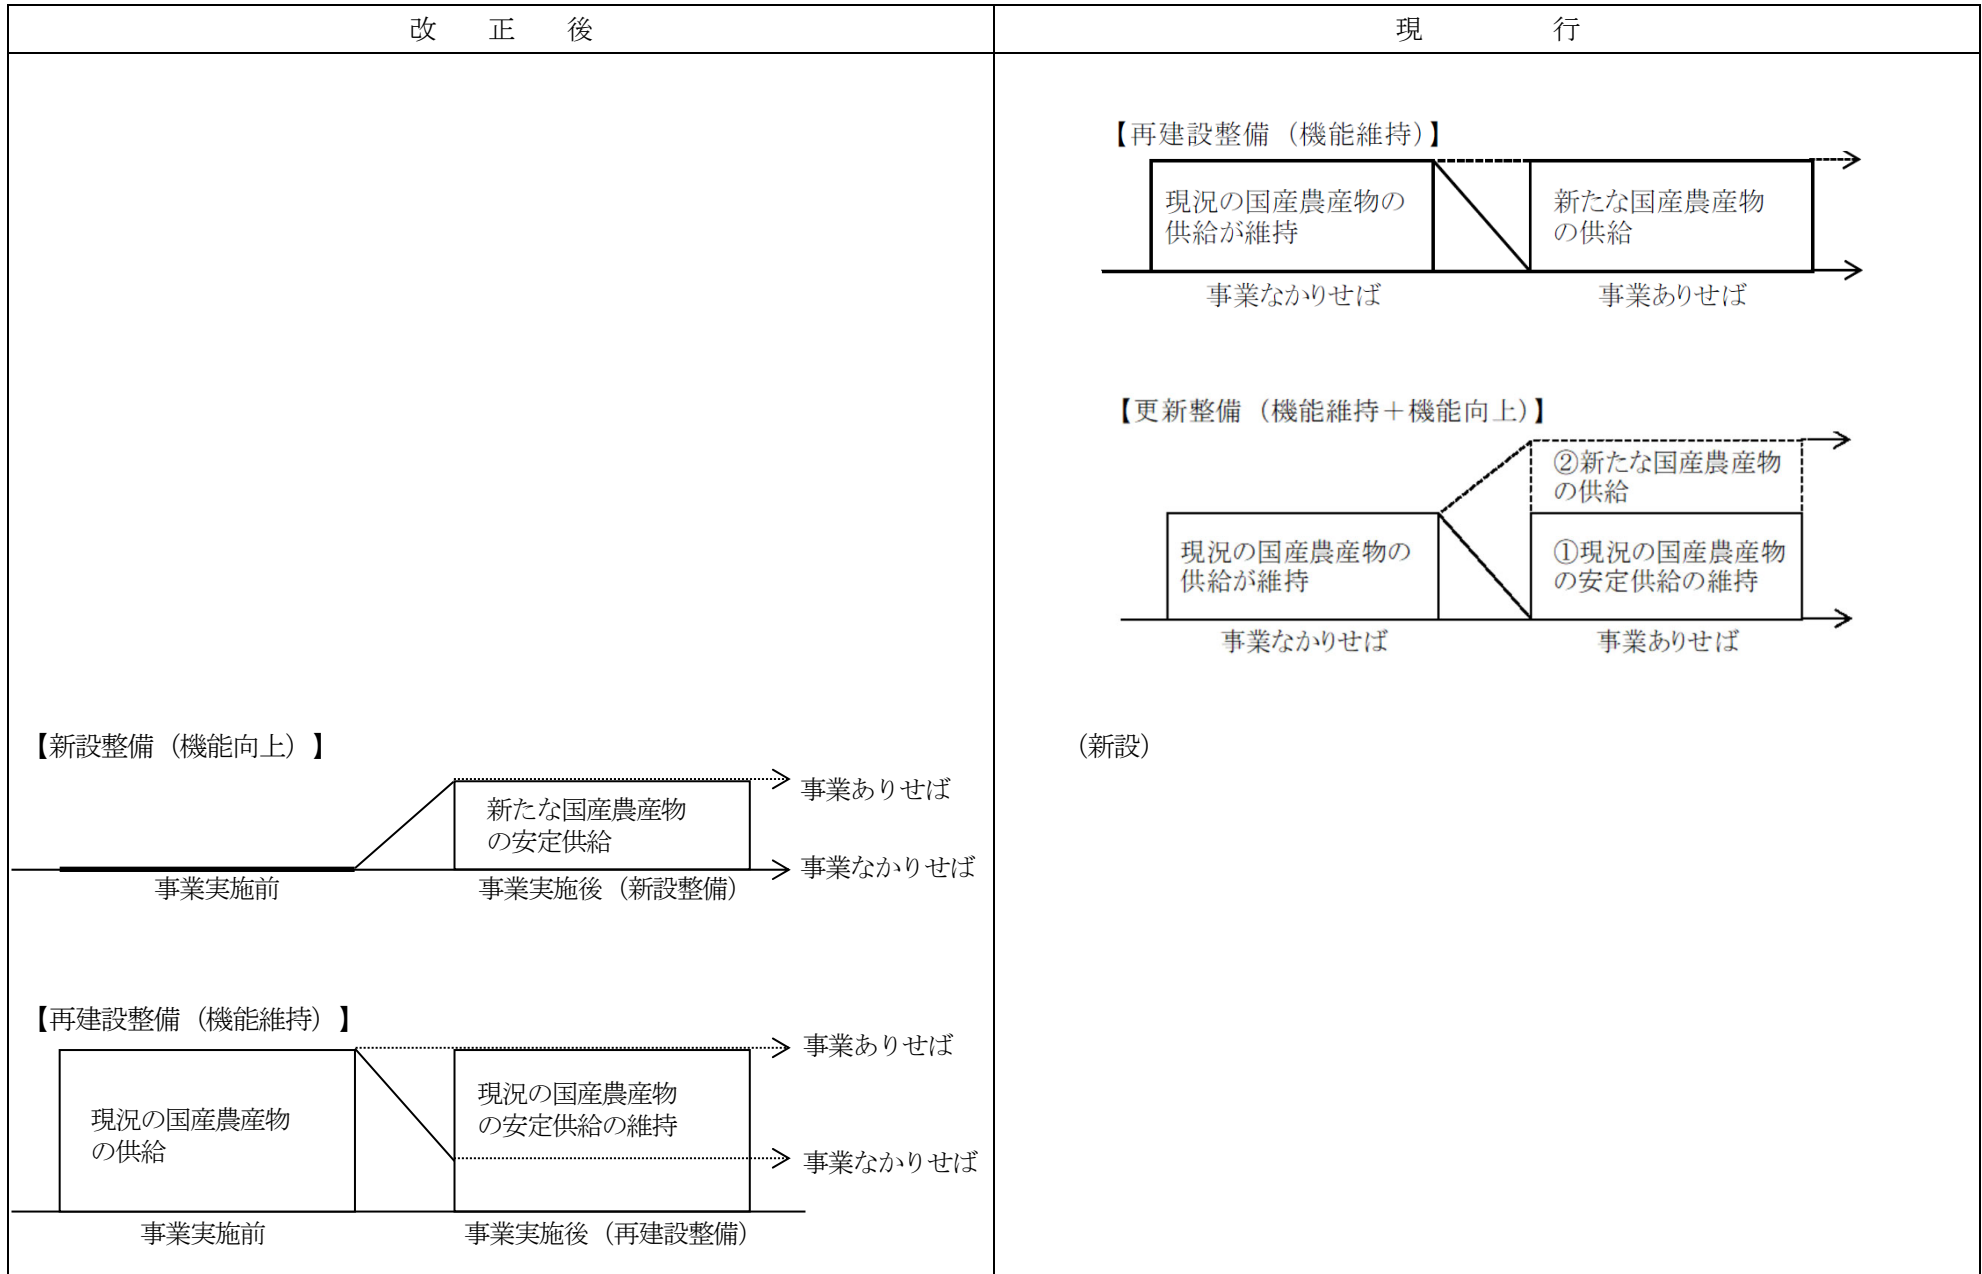 改　正　後
現　　行
【再建設整備（機能維持）】
現況の国産農産物の
供給が維持
新たな国産農産物
の供給
事業なかりせば
事業ありせば
【更新整備（機能維持＋機能向上）】
②新たな国産農産物
の供給
現況の国産農産物の
供給が維持
①現況の国産農産物
の安定供給の維持
事業なかりせば
事業ありせば
【新設整備（機能向上）】
（新設）
事業ありせば
新たな国産農産物
の安定供給
事業なかりせば
事業実施前
事業実施後（新設整備）
【再建設整備（機能維持）】
事業ありせば
現況の国産農産物
の供給
現況の国産農産物
の安定供給の維持
事業なかりせば
事業実施前
事業実施後（再建設整備）